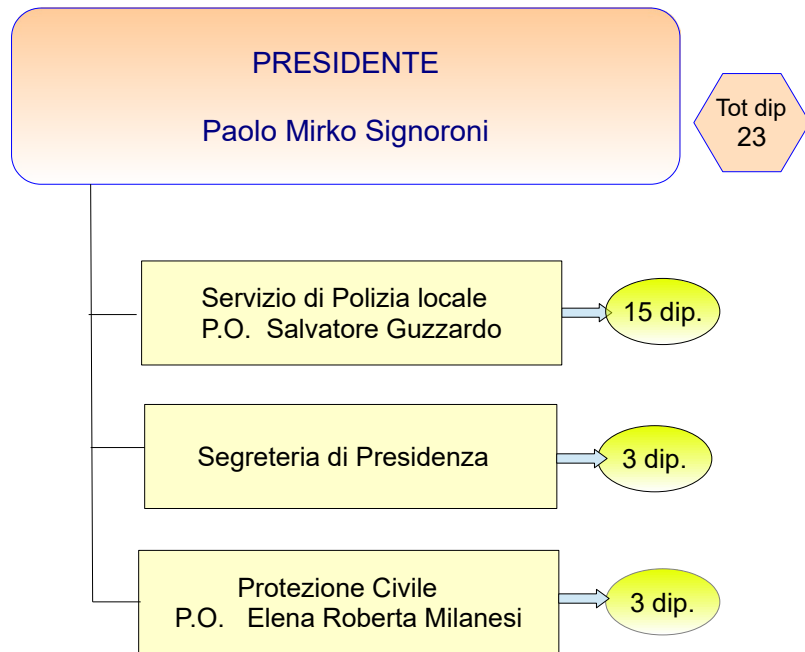 PRESIDENTE
Paolo Mirko Signoroni
Tot dip
23
Servizio di Polizia locale
P.O. Salvatore Guzzardo
15 dip.
Segreteria di Presidenza
3 dip.
Protezione Civile
P.O. Elena Roberta Milanesi
3 dip.